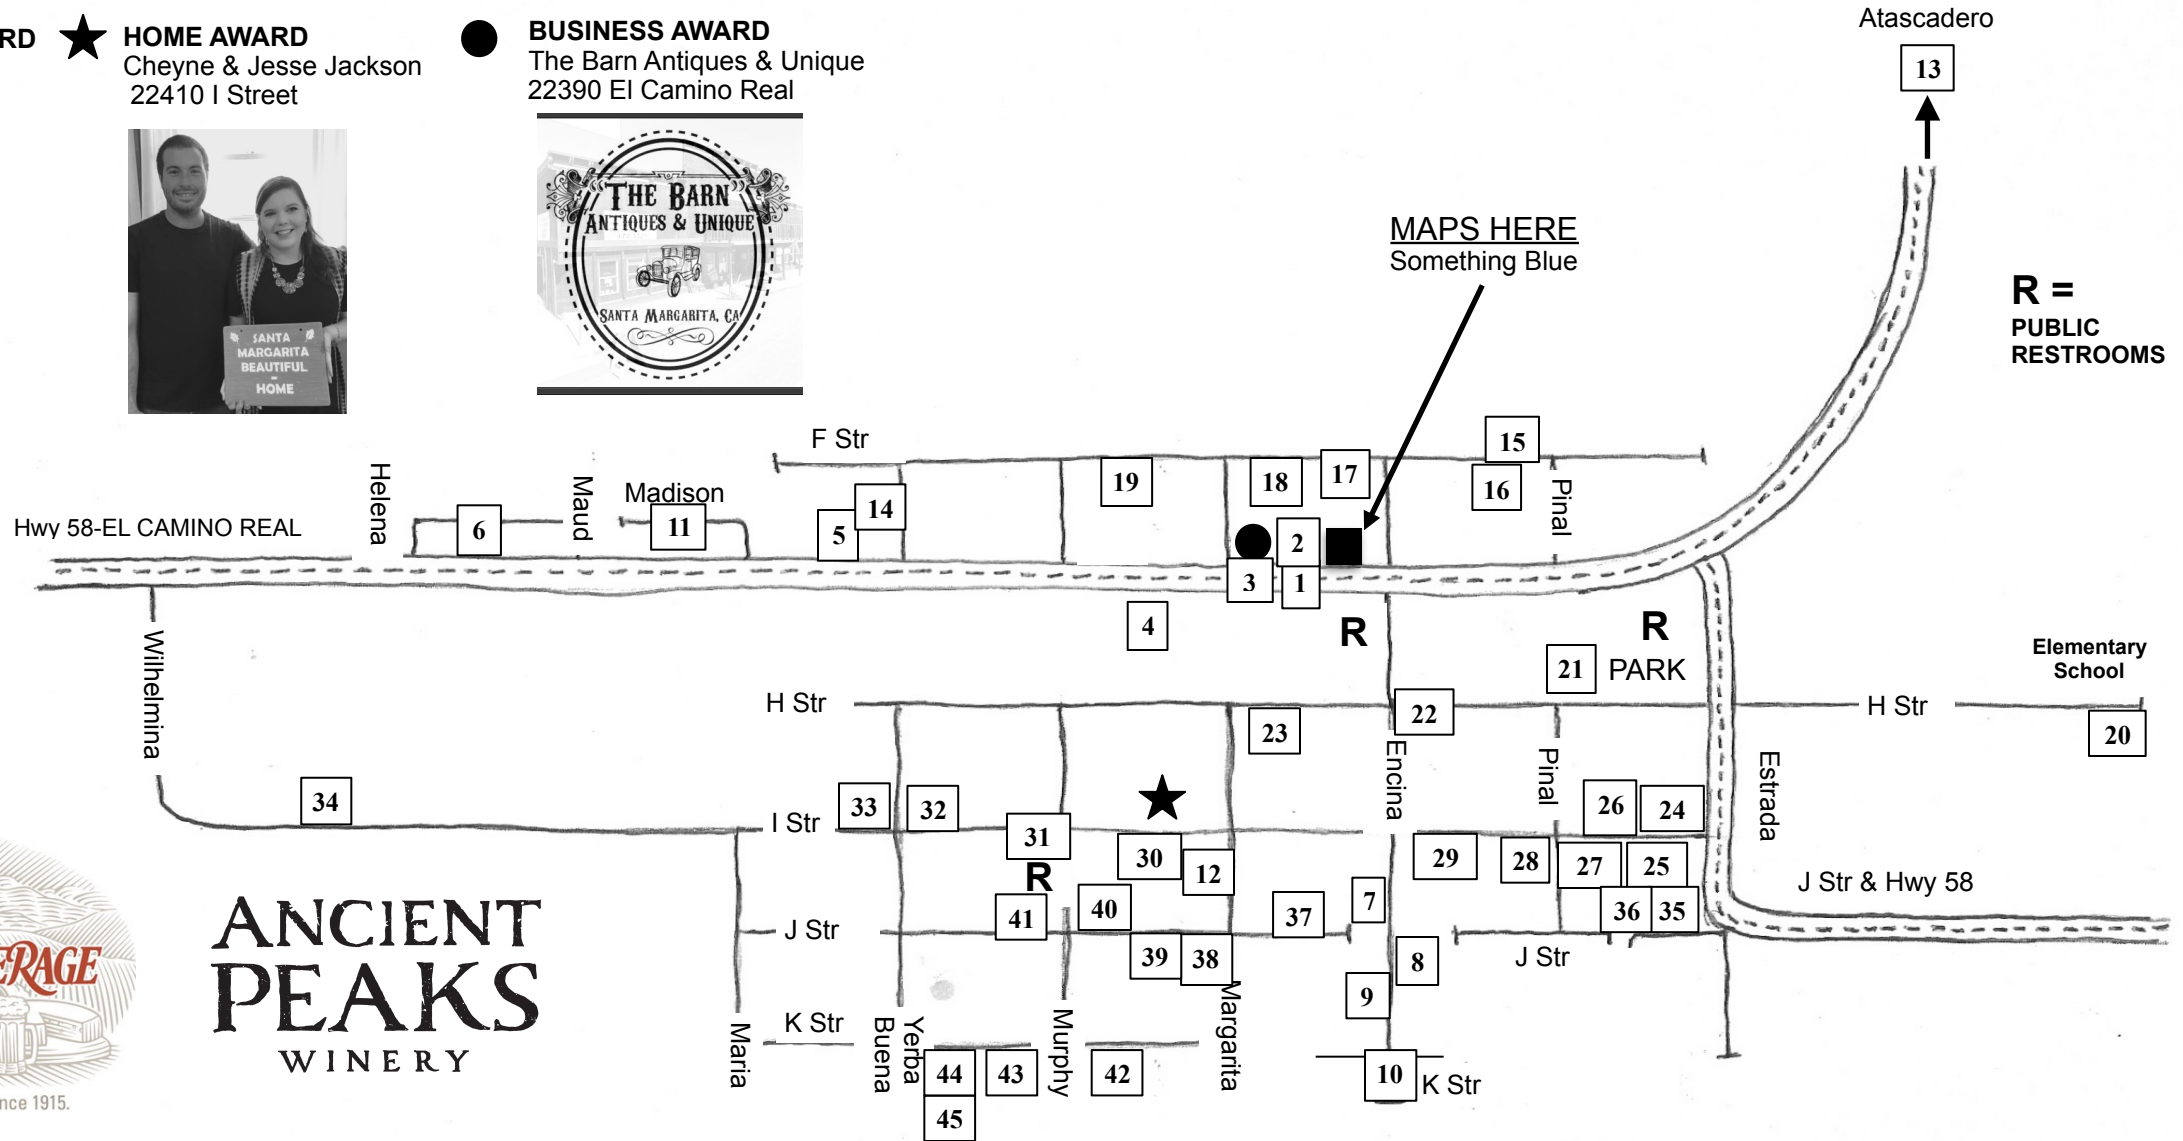 RD
HOME AWARD
Cheyne & Jesse Jackson
22410 I Street
BUSINESS AWARD
The Barn Antiques & Unique
22390 El Camino Real
SANTA
MARGARITA
BEAUTIFUL
-
HOME
"THE BARN"
ANTIQUES & UNIQUE
SANTA MARGARITA, CA
Atascadero
13
MAPS HERE
Something Blue
R =
PUBLIC
RESTROOMS
F Str
15
17
18
19
16
Helena
Maud
Madison
Pinal
14
Hwy 58-EL CAMINO REAL
6
11
5
2
3
1
4
R
R
21
PARK
Elementary
School
Wilhelmina
H Str
22
H Str
23
20
Encina
Pinal
Estrada
34
33
32
I Str
31
26
24
30
12
29
28
27
25
R
7
J Str & Hwy 58
41
40
37
36
35
J Str
39
38
8
J Str
9
Margarita
Maria
K Str
Yerba
Buena
Murphy
44
43
42
10
K Str
45
ERAGE
nce 1915.
ANCIENT
PEAKS
WINERY